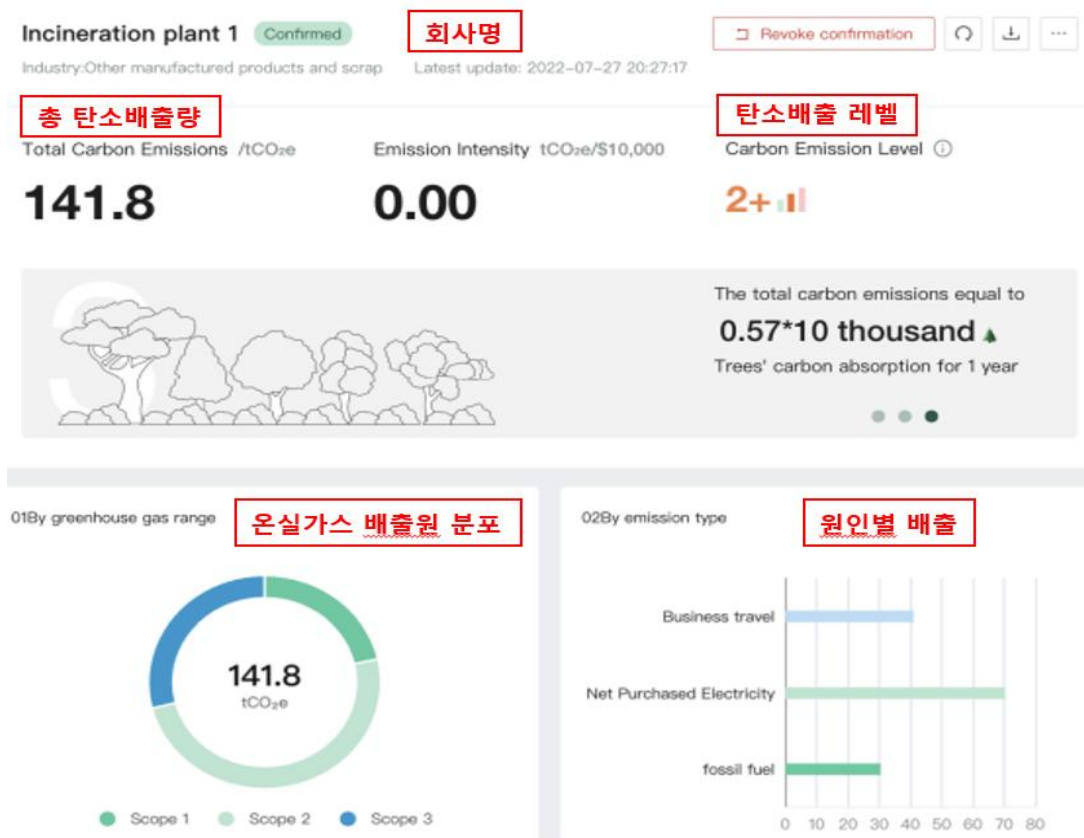 Incineration plant 1 Confirmed 회사명 Revoke confirmation ...
Industry:Other manufactured products and scrap Latest update: 2022-07-27 20:27:17
총 탄소배출량 탄소배출 레벨
Total Carbon Emissions /tCO₂e Emission Intensity tCO₂e/$10,000 Carbon Emission Level
141.8 0.00 2+
The total carbon emissions equal to
0.57*10 thousand
Trees' carbon absorption for 1 year
01By greenhouse gas range 온실가스 배출원 분포
141.8
tCO₂e
Scope 1 Scope 2 Scope 3
02By emission type 원인별 배출
Business travel
Net Purchased Electricity
fossil fuel
0 10 20 30 40 50 60 70 80